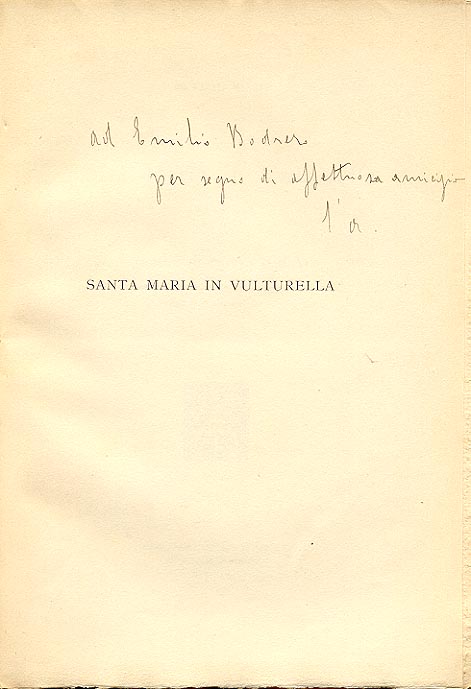 ad Emilio Bodrero
per segno di affettuosa amicizia
l'a.
SANTA MARIA IN VULTURELLA